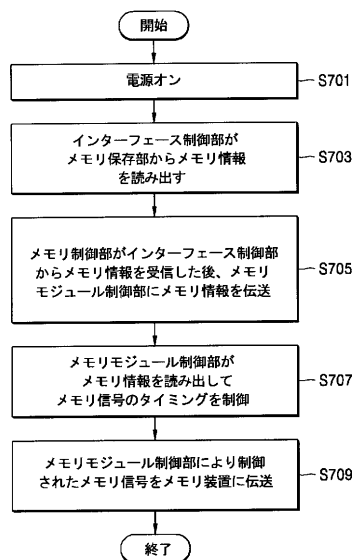 開始
電源オン
S701
インターフェース制御部が
メモリ保存部からメモリ情報
を読み出す
S703
メモリ制御部がインターフェース制御部
からメモリ情報を受信した後、メモリ
モジュール制御部にメモリ情報を伝送
S705
メモリモジュール制御部が
メモリ情報を読み出して
メモリ信号のタイミングを制御
S707
メモリモジュール制御部により制御
されたメモリ信号をメモリ装置に伝送
S709
終了